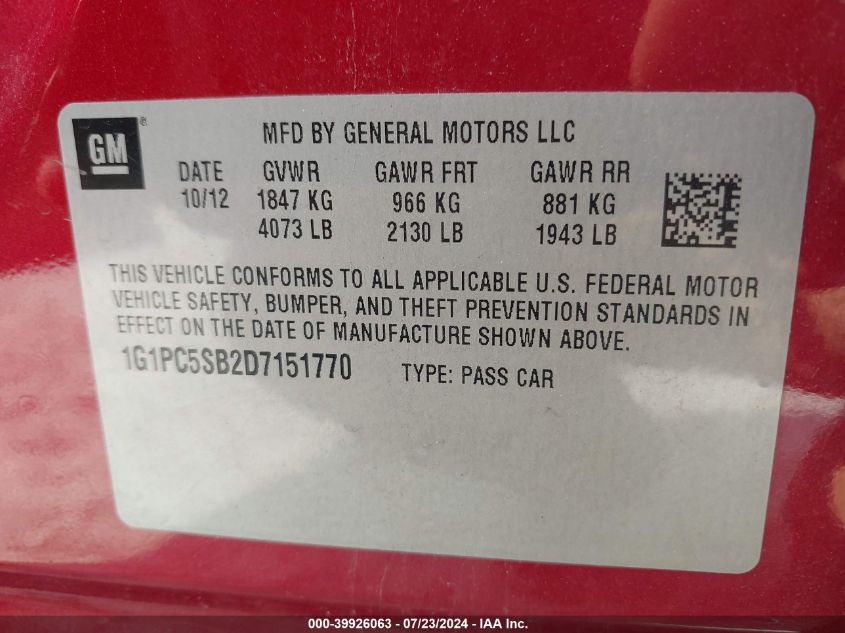 GM®
MFD BY GENERAL MOTORS LLC
DATE GVWR GAWR FRT GAWR RR
10/12 1847 KG 966 KG 881 KG
4073 LB 2130 LB 1943 LB
THIS VEHICLE CONFORMS TO ALL APPLICABLE U.S. FEDERAL MOTOR
VEHICLE SAFETY, BUMPER, AND THEFT PREVENTION STANDARDS IN
EFFECT ON THE DATE OF MANUFACTURE SHOWN ABOVE.
1G1PC5SB2D7151770 TYPE: PASS CAR
000-39926063 - 07/23/2024 - IAA Inc.